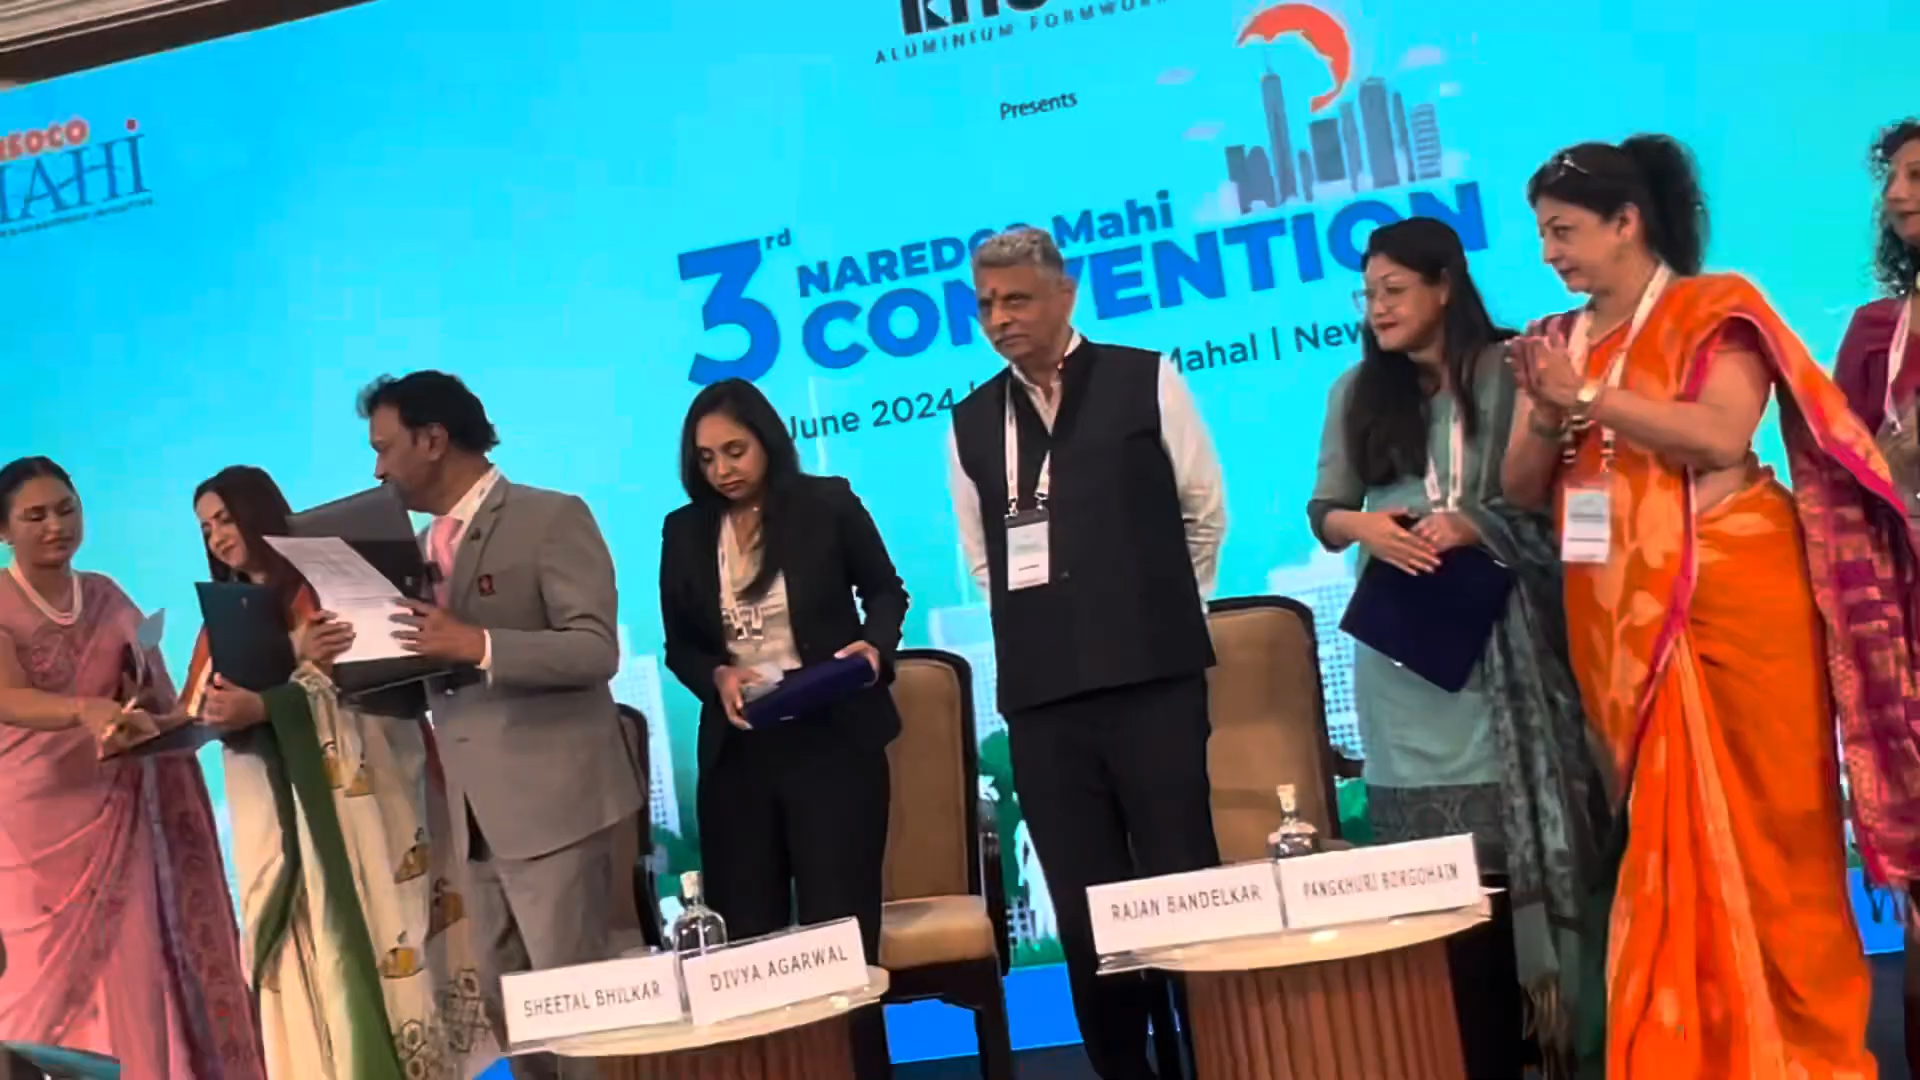 ALUMINIUM FORMWORK
Presents
MAHI
3rd NAREDCO Mahi
CONVENTION
June 2024 | Mahal | New
SHEETAL BHILKAR
DIVYA AGARWAL
RAJAN BANDELKAR
PANGKHURI BORGOHAIN